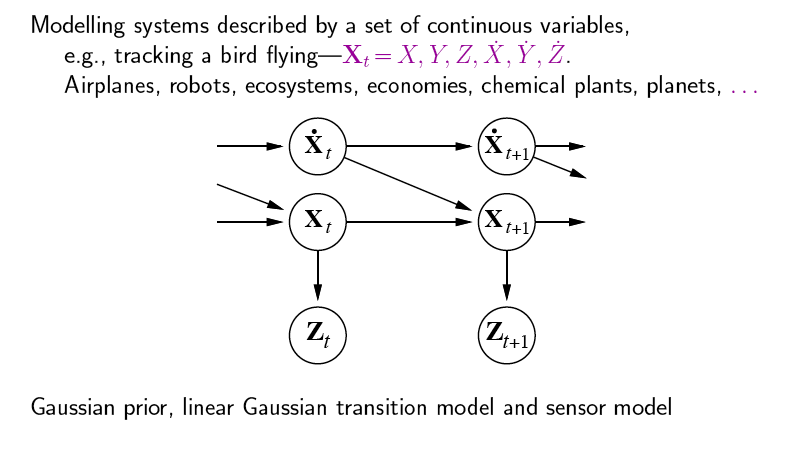 Modelling systems described by a set of continuous variables,
e.g., tracking a bird flying—𝐗ₜ = X, Y, Z, Ẋ, Ẏ, Ż.
Airplanes, robots, ecosystems, economies, chemical plants, planets, . . .
Ẋₜ Ẋₜ₊₁
Xₜ Xₜ₊₁
Zₜ Zₜ₊₁
Gaussian prior, linear Gaussian transition model and sensor model